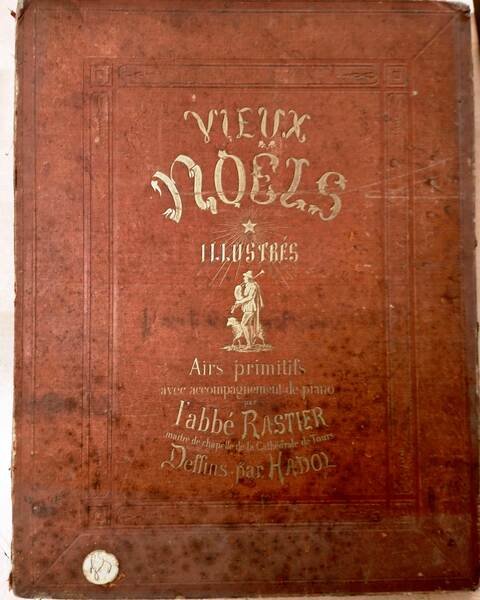 VIEUX
NOËLS
ILLUSTRÉS
Airs primitifs
avec accompagnement de piano
par
l'abbé RASTIER
maître de chapelle de la Cathédrale de Tours
Dessins par HADOL